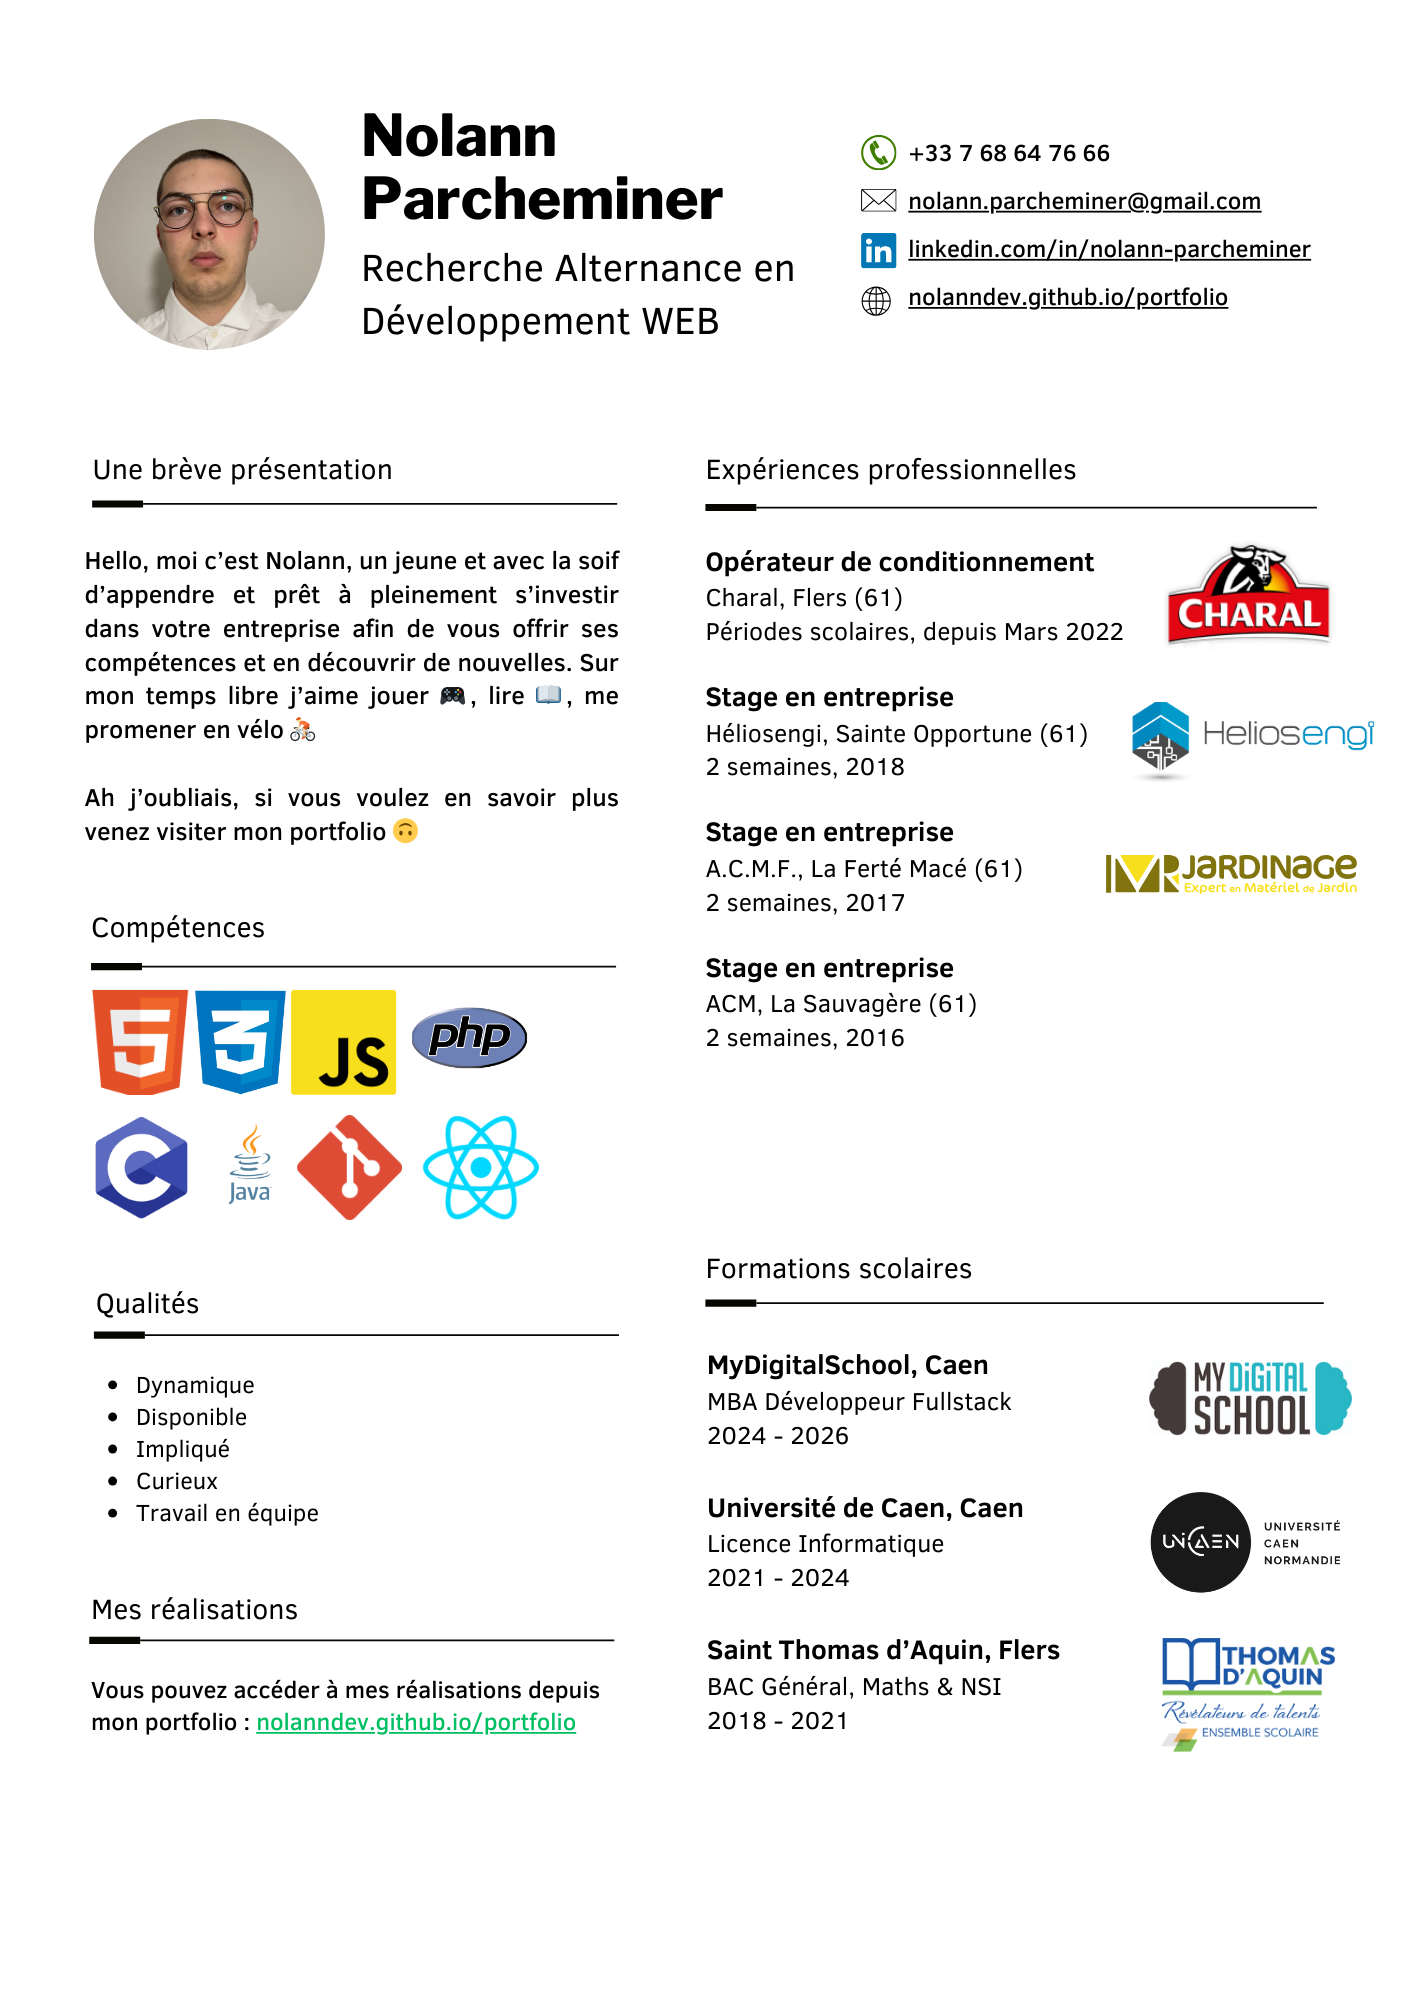 Nolann
Parcheminer
Recherche Alternance en
Développement WEB
+33 7 68 64 76 66
nolann.parcheminer@gmail.com
linkedin.com/in/nolann-parcheminer
nolanndev.github.io/portfolio
Une brève présentation
Hello, moi c’est Nolann, un jeune et avec la soif
d’appendre et prêt à pleinement s’investir
dans votre entreprise afin de vous offrir ses
compétences et en découvrir de nouvelles. Sur
mon temps libre j’aime jouer 🎮, lire 📖, me
promener en vélo 🚴
Ah j’oubliais, si vous voulez en savoir plus
venez visiter mon portfolio 🙃
Compétences
5
3
JS
php
C
Java
Qualités
Dynamique
Disponible
Impliqué
Curieux
Travail en équipe
Mes réalisations
Vous pouvez accéder à mes réalisations depuis
mon portfolio : nolanndev.github.io/portfolio
Expériences professionnelles
Opérateur de conditionnement
Charal, Flers (61)
Périodes scolaires, depuis Mars 2022
CHARAL
Stage en entreprise
Héliosengi, Sainte Opportune (61)
2 semaines, 2018
Heliosengi
Stage en entreprise
A.C.M.F., La Ferté Macé (61)
2 semaines, 2017
MR JARDINAGE
Expert en Matériel de Jardin
Stage en entreprise
ACM, La Sauvagère (61)
2 semaines, 2016
Formations scolaires
MyDigitalSchool, Caen
MBA Développeur Fullstack
2024 - 2026
MY DiGiTAL
SCHOOL
Université de Caen, Caen
Licence Informatique
2021 - 2024
UNICAEN
UNIVERSITÉ
CAEN
NORMANDIE
Saint Thomas d’Aquin, Flers
BAC Général, Maths & NSI
2018 - 2021
THOMAS
D’AQUIN
Révélateurs de talents
ENSEMBLE SCOLAIRE